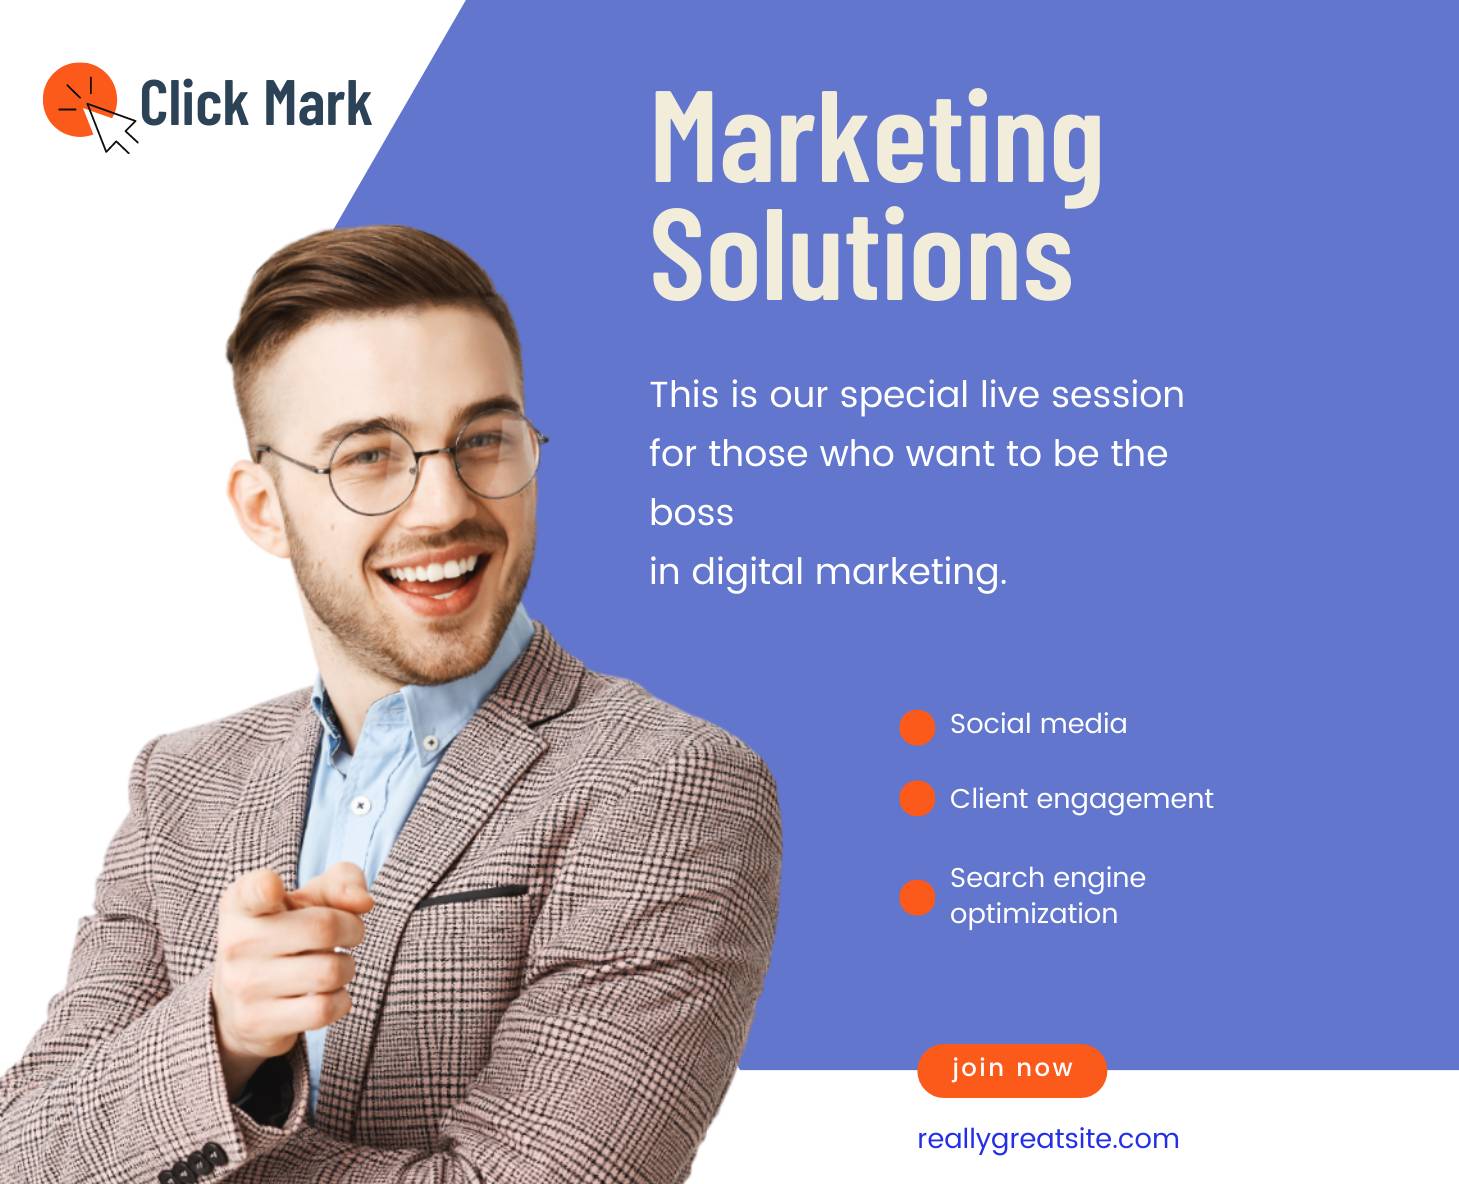 Click Mark
Marketing
Solutions
This is our special live session
for those who want to be the
boss
in digital marketing.
Social media
Client engagement
Search engine
optimization
join now
reallygreatsite.com